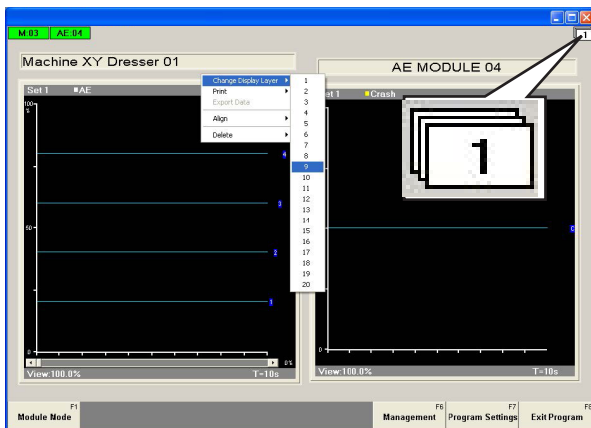 M:03 AE:04
1
Machine XY Dresser 01
AE MODULE 04
Set 1 AE
Set 1 Crash
Change Display Layer
Print
Export Data
Align
Delete
1
2
3
4
5
6
7
8
9
10
11
12
13
14
15
16
17
18
19
20
1
100
%
50
0
4
3
2
1
C
0
0%
View:100.0% T=10s
View:100.0% T=10s
F1 F6 F7 F8
Module Node Management Program Settings Exit Program